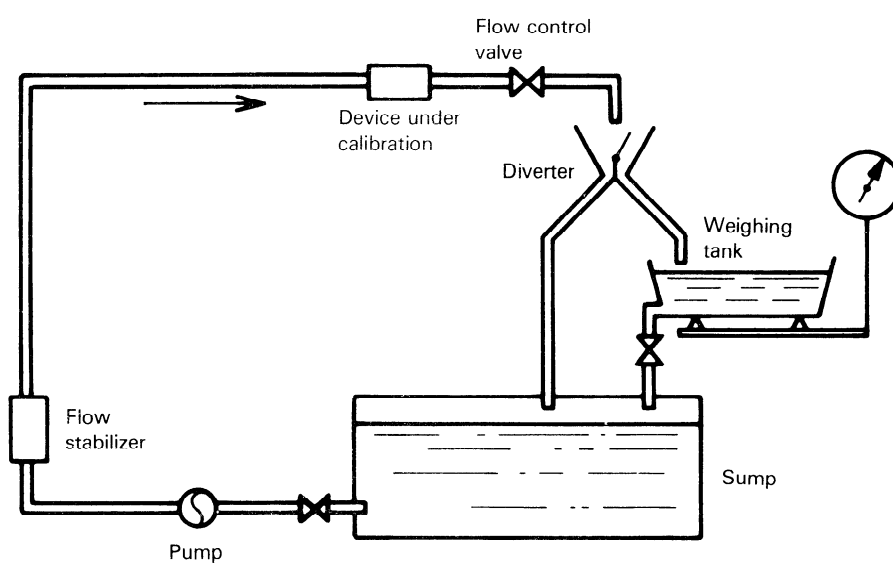 Flow control
valve
Device under
calibration
Diverter
Weighing
tank
Flow
stabilizer
Sump
Pump